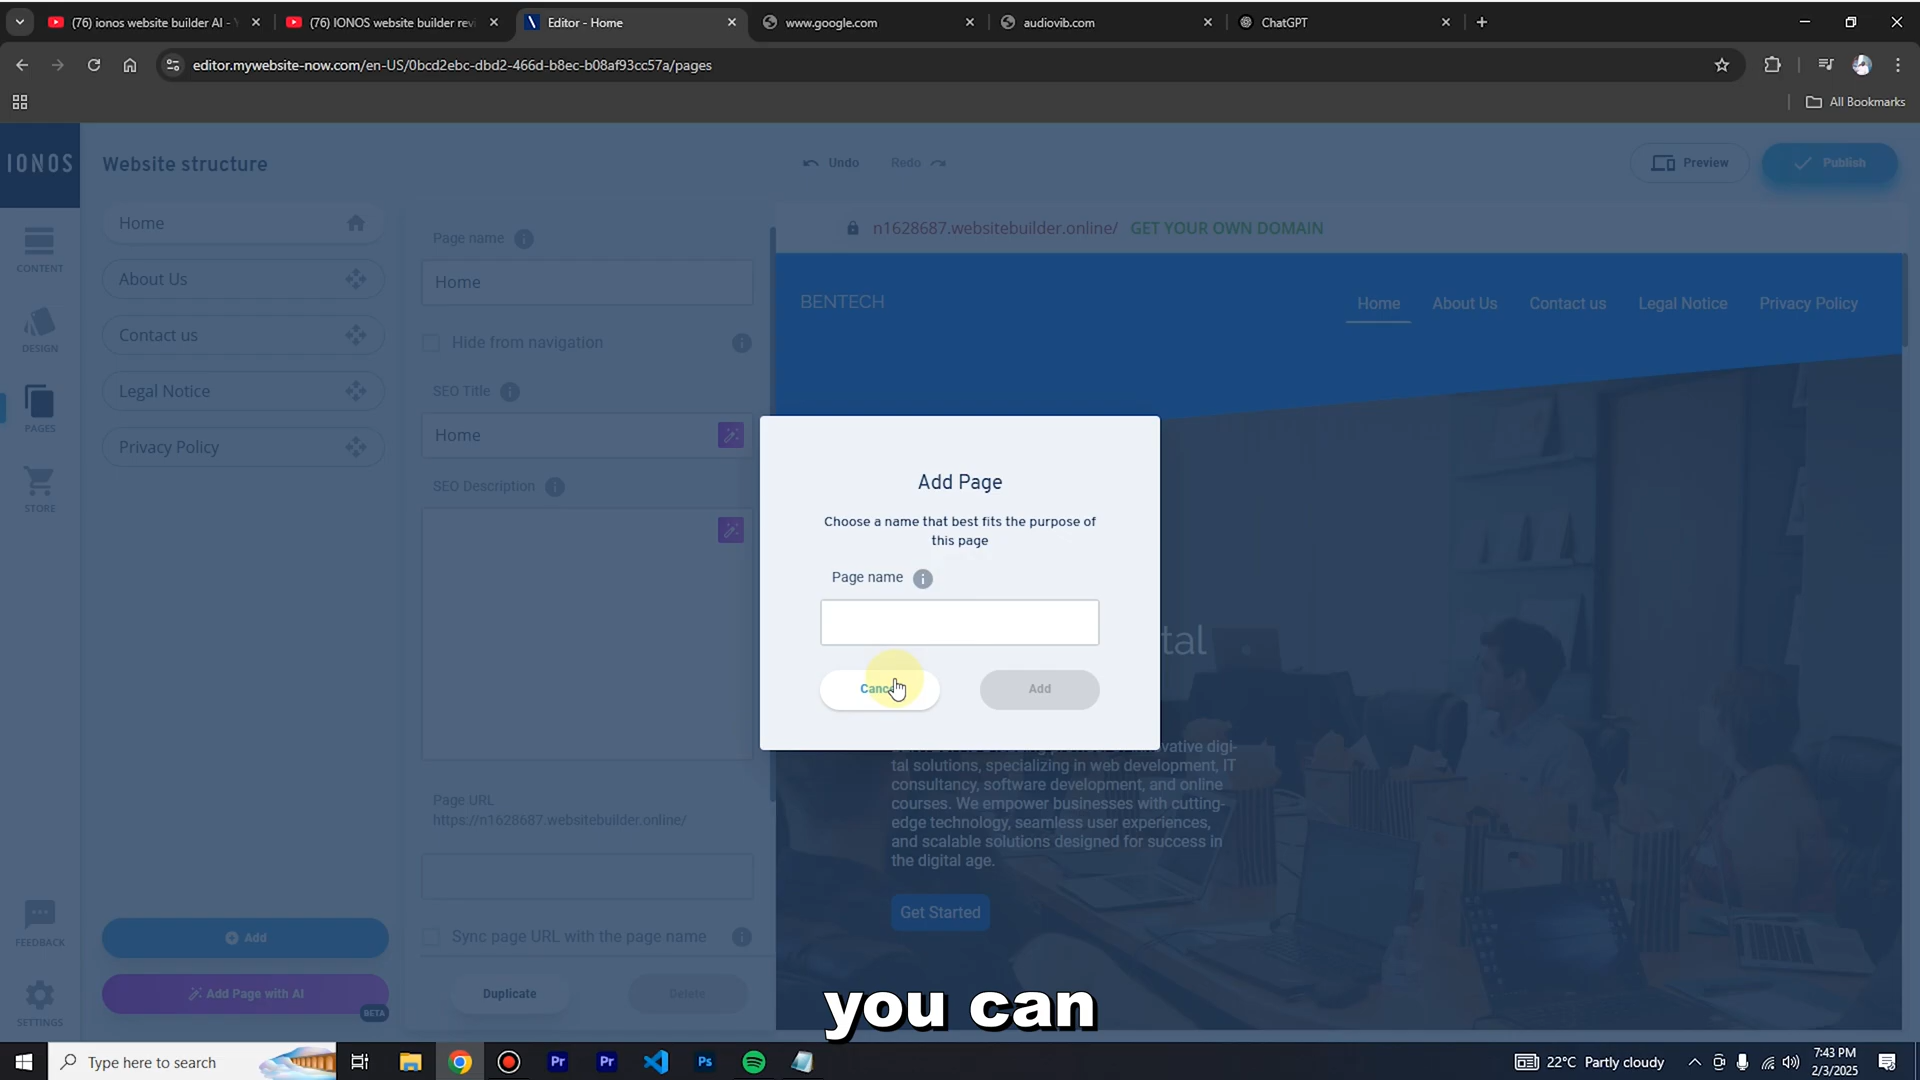 (76) ionos website builder AI - Y
(76) IONOS website builder rev
Editor - Home
www.google.com
audiovib.com
ChatGPT
editor.mywebsite-now.com/en-US/0bcd2ebc-dbd2-466d-b8ec-b08af93cc57a/pages
All Bookmarks
IONOS
Website structure
Undo
Redo
Preview
Publish
n1628687.websitebuilder.online/ GET YOUR OWN DOMAIN
CONTENT
DESIGN
PAGES
STORE
FEEDBACK
SETTINGS
Home
About Us
Contact us
Legal Notice
Privacy Policy
Add
Add Page with AI
BETA
Page name
Home
Hide from navigation
SEO Title
Home
SEO Description
Page URL
https://n1628687.websitebuilder.online/
Sync page URL with the page name
Duplicate
Delete
BENTECH
Home
About Us
Contact us
Legal Notice
Privacy Policy
Add Page
Choose a name that best fits the purpose of
this page
Page name
Add
tal solutions, specializing in web development, IT
consultancy, software development, and online
courses. We empower businesses with cutting-
edge technology, seamless user experiences,
and scalable solutions designed for success in
the digital age.
Get Started
you can
Type here to search
22°C Partly cloudy
7:43 PM
2/3/2025